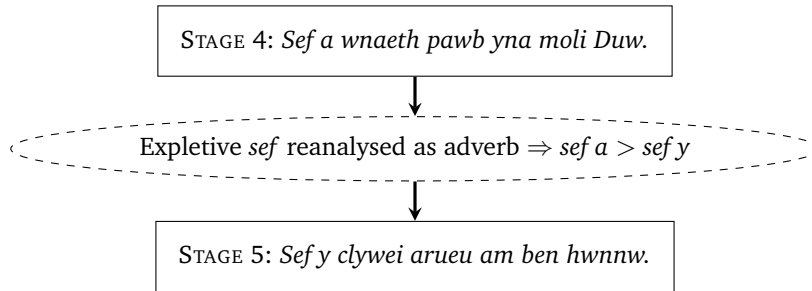 STAGE 4: Sef a wnaeth pawb yna moli Duw.
Expletive sef reanalysed as adverb ⇒ sef a > sef y
STAGE 5: Sef y clywei arueu am ben hwnnw.